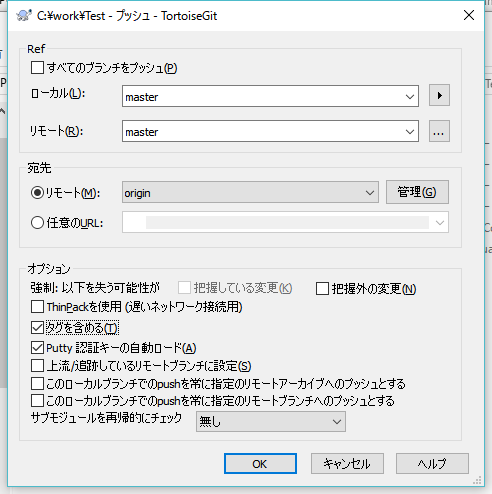 C:¥work¥Test - プッシュ - TortoiseGit
Ref
すべてのブランチをプッシュ(P)
ローカル(L): master
リモート(R): master ...
宛先
リモート(M): origin 管理(G)
任意のURL:
オプション
強制: 以下を失う可能性が 把握している変更(K) 把握外の変更(N)
ThinPackを使用 (遅いネットワーク接続用)
タグを含める(T)
Putty 認証キーの自動ロード(A)
上流/追跡しているリモートブランチに設定(S)
このローカルブランチでのpushを常に指定のリモートアーカイブへのプッシュとする
このローカルブランチでのpushを常に指定のリモートブランチへのプッシュとする
サブモジュールを再帰的にチェック 無し
OK キャンセル ヘルプ